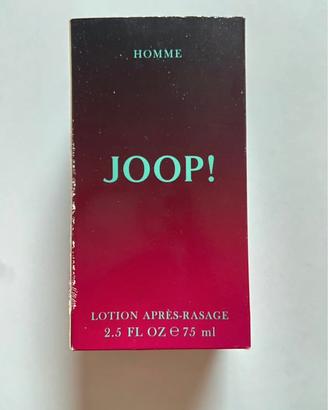 HOMME
JOOP!
LOTION APRÈS-RASAGE
2.5 FL OZ ℮ 75 ml